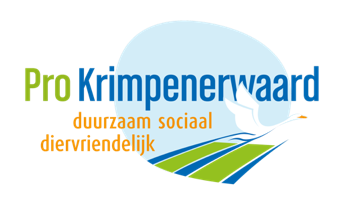 Pro Krimpenerwaard
duurzaam sociaal
diervriendelijk